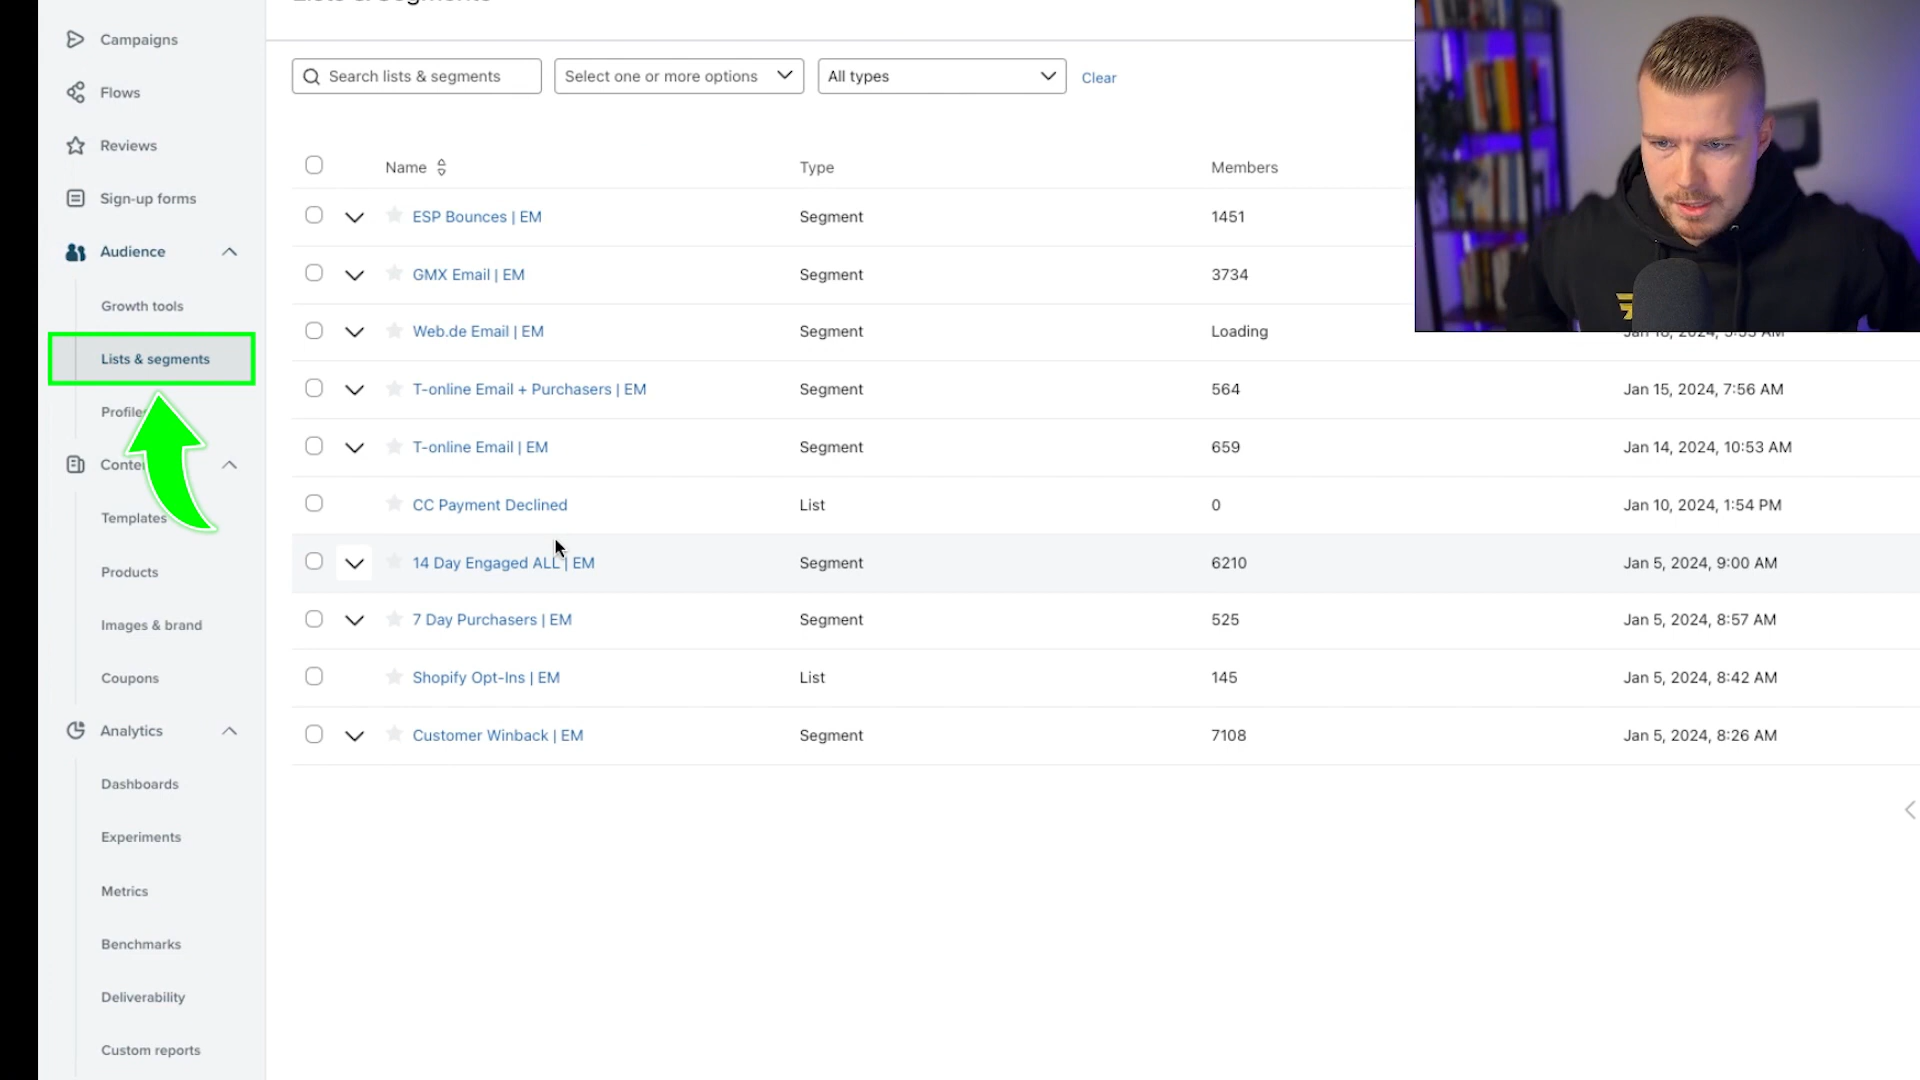 Lists & Segments
Campaigns
Flows
Reviews
Sign-up forms
Audience
Growth tools
Lists & segments
Profiles
Templates
Products
Images & brand
Coupons
Analytics
Dashboards
Experiments
Metrics
Benchmarks
Deliverability
Custom reports
Search lists & segments
Select one or more options
All types
Clear
Name Type Members
ESP Bounces | EM Segment 1451
GMX Email | EM Segment 3734
Web.de Email | EM Segment Loading
T-online Email + Purchasers | EM Segment 564 Jan 15, 2024, 7:56 AM
T-online Email | EM Segment 659 Jan 14, 2024, 10:53 AM
CC Payment Declined List 0 Jan 10, 2024, 1:54 PM
14 Day Engaged ALL | EM Segment 6210 Jan 5, 2024, 9:00 AM
7 Day Purchasers | EM Segment 525 Jan 5, 2024, 8:57 AM
Shopify Opt-Ins | EM List 145 Jan 5, 2024, 8:42 AM
Customer Winback | EM Segment 7108 Jan 5, 2024, 8:26 AM